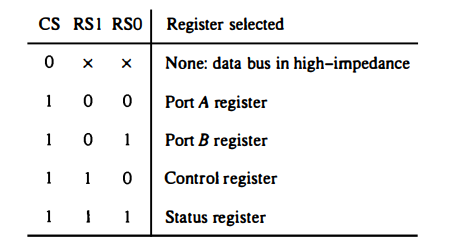 CS RS1 RS0 Register selected
0 × × None: data bus in high-impedance
1 0 0 Port A register
1 0 1 Port B register
1 1 0 Control register
1 1 1 Status register